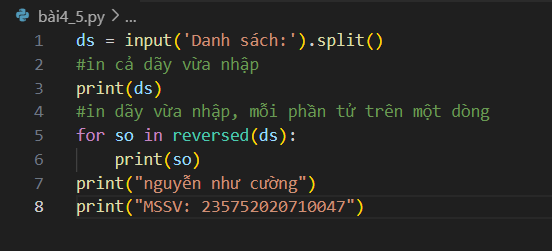 bài4_5.py > ...
1 ds = input('Danh sách:').split()
2 #in cả dãy vừa nhập
3 print(ds)
4 #in dãy vừa nhập, mỗi phần tử trên một dòng
5 for so in reversed(ds):
6     print(so)
7 print("nguyễn như cường")
8 print("MSSV: 235752020710047")